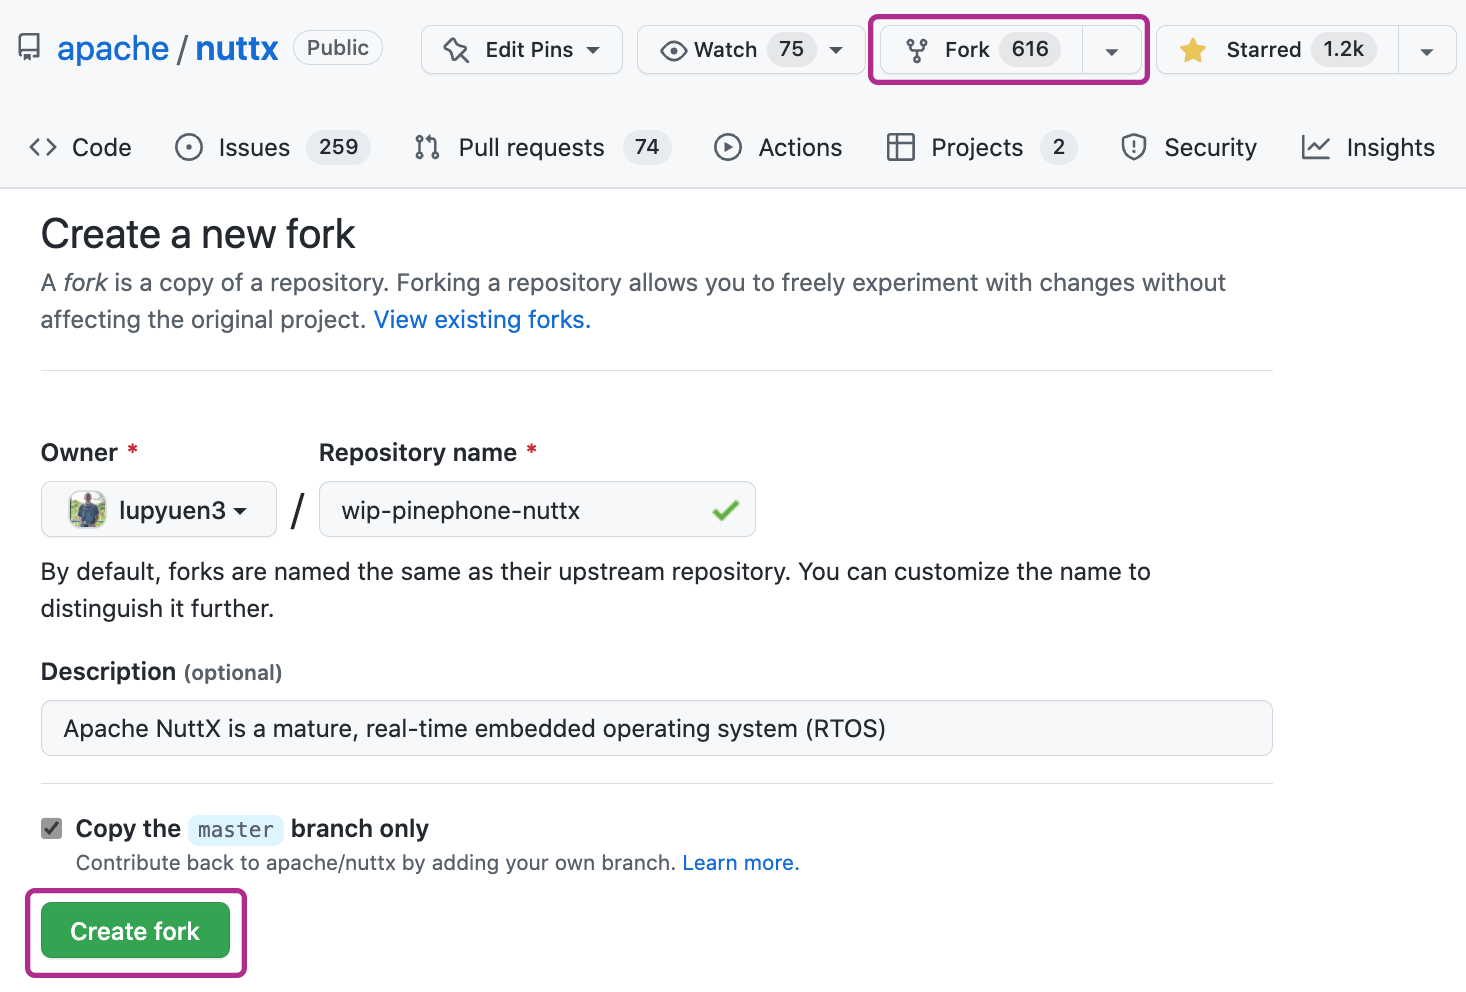 apache / nuttx Public Edit Pins Watch 75 Fork 616 Starred 1.2k
Code Issues 259 Pull requests 74 Actions Projects 2 Security Insights
Create a new fork
A fork is a copy of a repository. Forking a repository allows you to freely experiment with changes without
affecting the original project. View existing forks.
Owner * Repository name *
lupyuen3 / wip-pinephone-nuttx
By default, forks are named the same as their upstream repository. You can customize the name to
distinguish it further.
Description (optional)
Apache NuttX is a mature, real-time embedded operating system (RTOS)
Copy the master branch only
Contribute back to apache/nuttx by adding your own branch. Learn more.
Create fork